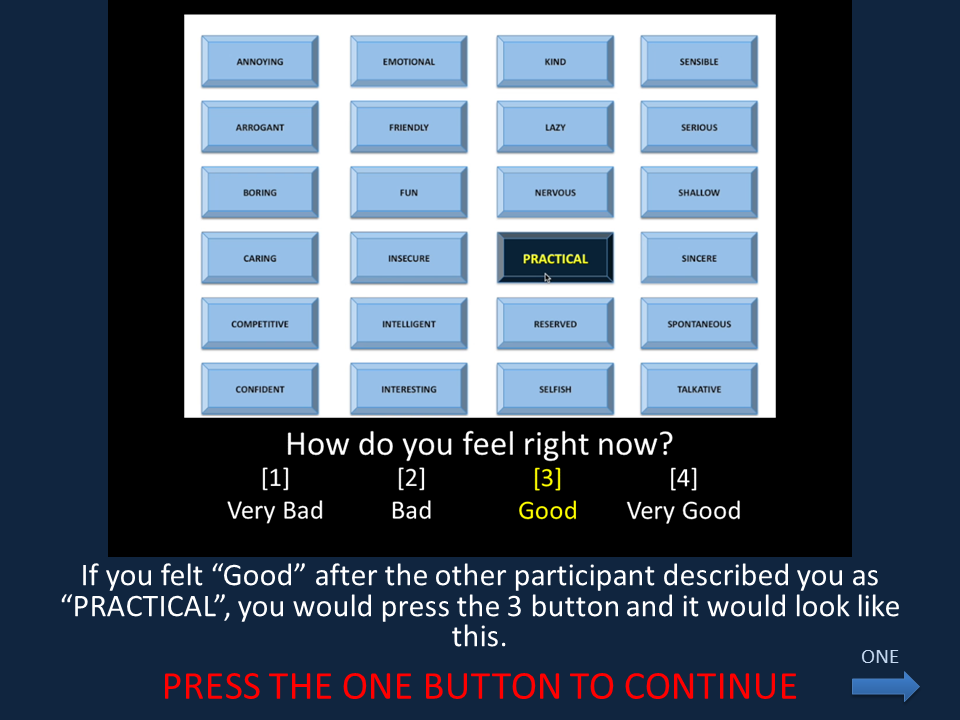 ANNOYING EMOTIONAL KIND SENSIBLE
ARROGANT FRIENDLY LAZY SERIOUS
BORING FUN NERVOUS SHALLOW
CARING INSECURE PRACTICAL SINCERE
COMPETITIVE INTELLIGENT RESERVED SPONTANEOUS
CONFIDENT INTERESTING SELFISH TALKATIVE
How do you feel right now?
[1] [2] [3] [4]
Very Bad Bad Good Very Good
If you felt “Good” after the other participant described you as
“PRACTICAL”, you would press the 3 button and it would look like
this.
ONE
PRESS THE ONE BUTTON TO CONTINUE